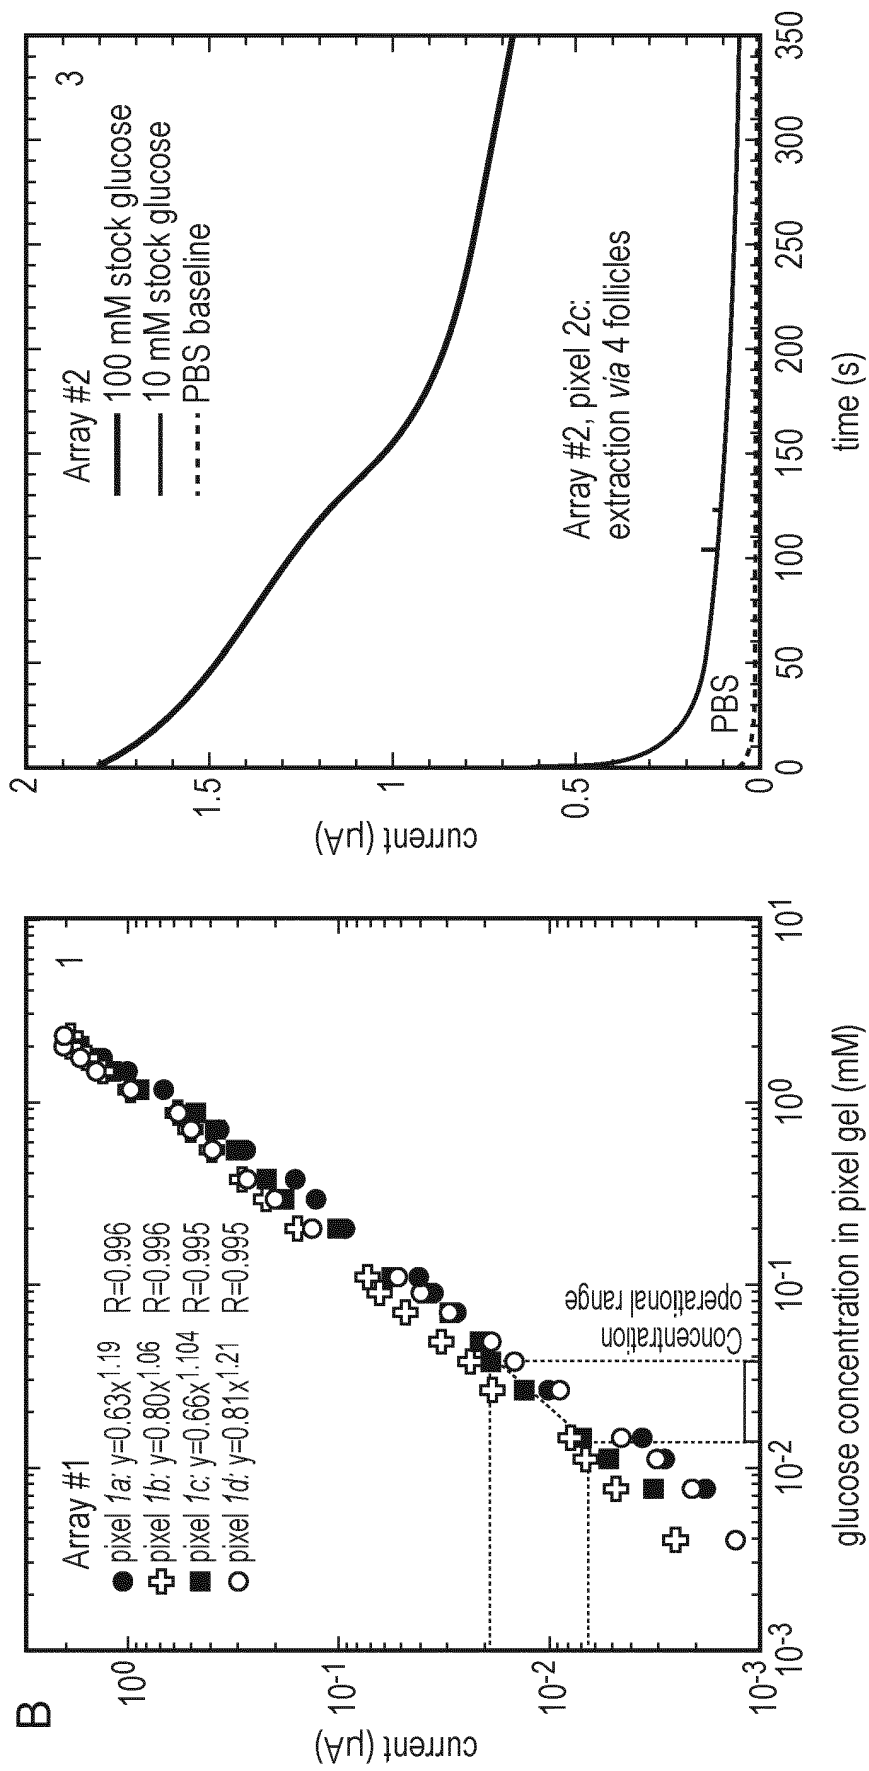 B
Array #1
pixel 1a: y=0.63x^1.19 R=0.996
pixel 1b: y=0.80x^1.06 R=0.996
pixel 1c: y=0.66x^1.104 R=0.995
pixel 1d: y=0.81x^1.21 R=0.995
1
Concentration
operational range
current (µA)
10^0
10^-1
10^-2
10^-3
10^-3
10^-2
10^-1
10^0
10^1
glucose concentration in pixel gel (mM)
Array #2
3
100 mM stock glucose
10 mM stock glucose
PBS baseline
Array #2, pixel 2c:
extraction via 4 follicles
PBS
current (µA)
2
1.5
1
0.5
0
0
50
100
150
200
250
300
350
time (s)